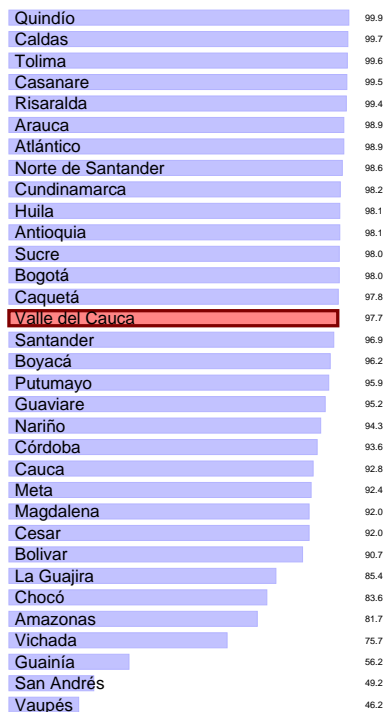 Quindío 99.9
Caldas 99.7
Tolima 99.6
Casanare 99.5
Risaralda 99.4
Arauca 98.9
Atlántico 98.9
Norte de Santander 98.6
Cundinamarca 98.2
Huila 98.1
Antioquia 98.1
Sucre 98.0
Bogotá 98.0
Caquetá 97.8
Valle del Cauca 97.7
Santander 96.9
Boyacá 96.2
Putumayo 95.9
Guaviare 95.2
Nariño 94.3
Córdoba 93.6
Cauca 92.8
Meta 92.4
Magdalena 92.0
Cesar 92.0
Bolivar 90.7
La Guajira 85.4
Chocó 83.6
Amazonas 81.7
Vichada 75.7
Guainía 56.2
San Andrés 49.2
Vaupés 46.2